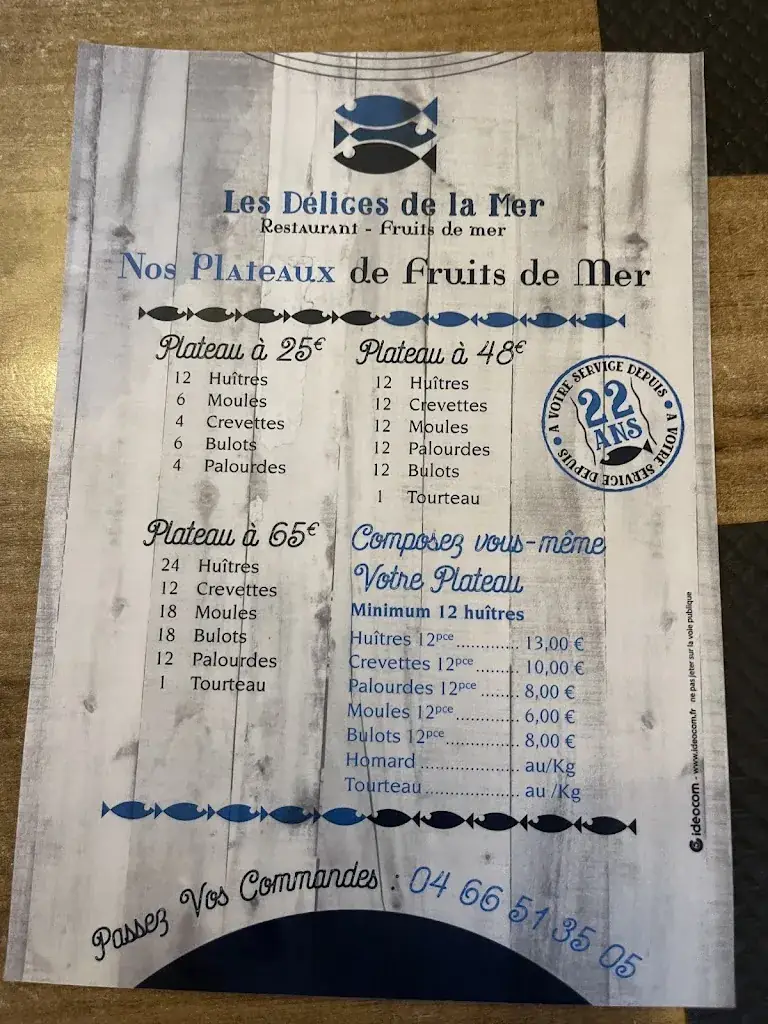 Les Délices de la Mer
Restaurant - Fruits de mer
Nos Plateaux de Fruits de Mer
Plateau à 25€
12 Huîtres
6 Moules
4 Crevettes
6 Bulots
4 Palourdes
Plateau à 48€
12 Huîtres
12 Crevettes
12 Moules
12 Palourdes
12 Bulots
1 Tourteau
A VOTRE SERVICE DEPUIS • A VOTRE SERVICE DEPUIS •
22
ANS
Plateau à 65€
24 Huîtres
12 Crevettes
18 Moules
18 Bulots
12 Palourdes
1 Tourteau
Composez vous-même
Votre Plateau
Minimum 12 huîtres
Huîtres 12pce ............. 13,00 €
Crevettes 12pce ........ 10,00 €
Palourdes 12pce ....... 8,00 €
Moules 12pce ............. 6,00 €
Bulots 12pce ............... 8,00 €
Homard ..................... au/Kg
Tourteau ................... au /Kg
ideocom - www.ideocom.fr ne pas jeter sur la voie publique
Passez Vos Commandes : 04 66 51 35 05